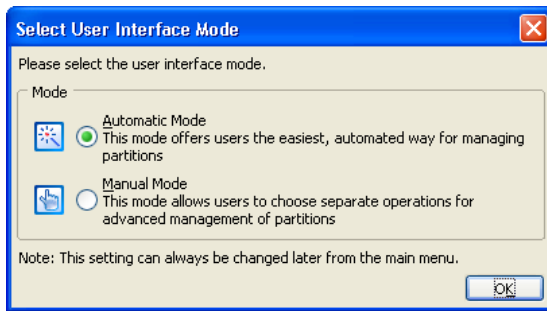 Select User Interface Mode
Please select the user interface mode.
Mode
Automatic Mode
This mode offers users the easiest, automated way for managing
partitions
Manual Mode
This mode allows users to choose separate operations for
advanced management of partitions
Note: This setting can always be changed later from the main menu.
OK